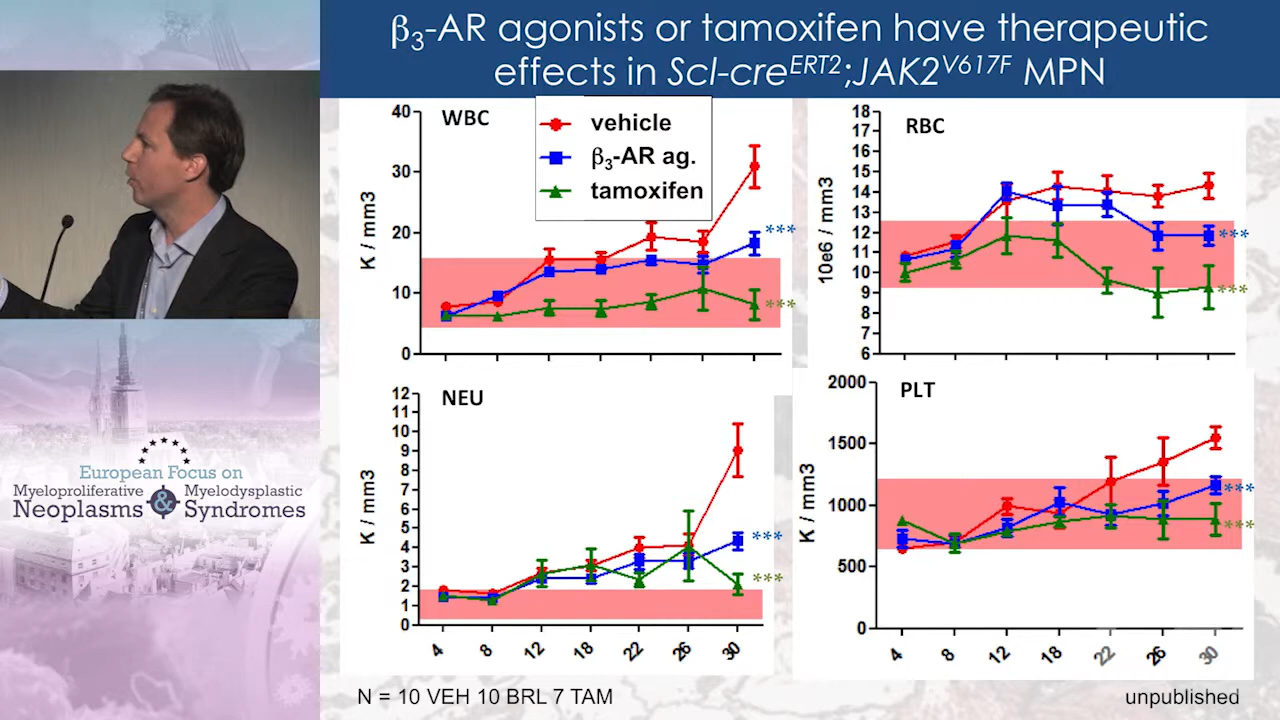 β3-AR agonists or tamoxifen have therapeutic
effects in Scl-creERT2;JAK2V617F MPN
WBC
vehicle
β3-AR ag.
tamoxifen
K / mm3
40
30
20
10
0
***
***
RBC
10e6 / mm3
18
17
16
15
14
13
12
11
10
9
8
7
6
***
***
NEU
K / mm3
12
11
10
9
8
7
6
5
4
3
2
1
0
***
***
4 8 12 18 22 26 30
PLT
K / mm3
2000
1500
1000
500
0
***
***
4 8 12 18 22 26 30
European Focus on
Myeloproliferative & Myelodysplastic
Neoplasms Syndromes
N = 10 VEH 10 BRL 7 TAM
unpublished